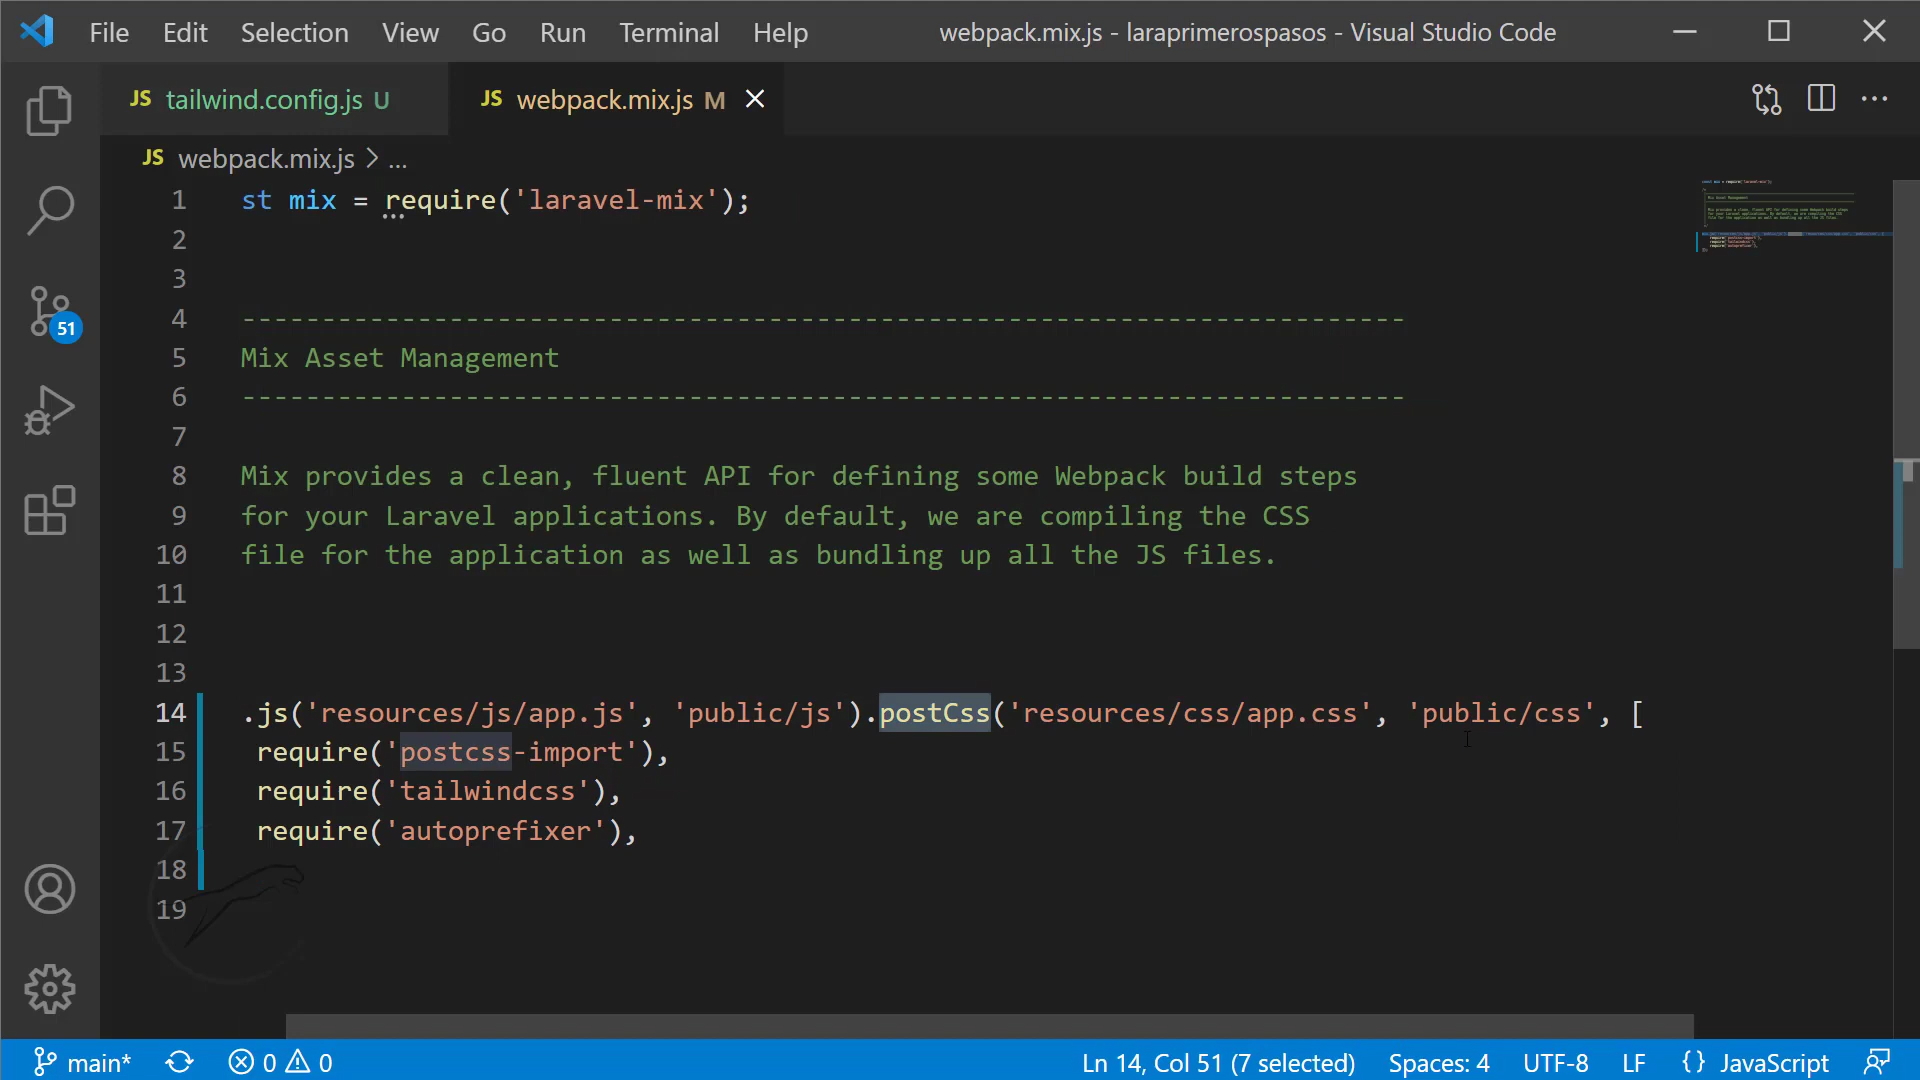 File Edit Selection View Go Run Terminal Help webpack.mix.js - laraprimerospasos - Visual Studio Code
JS tailwind.config.js U JS webpack.mix.js M
JS webpack.mix.js > ...
1 st mix = require('laravel-mix');
2
3
4 -------------------------------------------------------------------------
5 Mix Asset Management
6 -------------------------------------------------------------------------
7
8 Mix provides a clean, fluent API for defining some Webpack build steps
9 for your Laravel applications. By default, we are compiling the CSS
10 file for the application as well as bundling up all the JS files.
11
12
13
14 .js('resources/js/app.js', 'public/js').postCss('resources/css/app.css', 'public/css', [
15 require('postcss-import'),
16 require('tailwindcss'),
17 require('autoprefixer'),
18
19
51
main* 0 0 Ln 14, Col 51 (7 selected) Spaces: 4 UTF-8 LF {} JavaScript